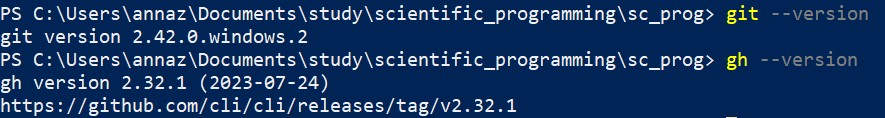 PS C:\Users\annaz\Documents\study\scientific_programming\sc_prog> git --version
git version 2.42.0.windows.2
PS C:\Users\annaz\Documents\study\scientific_programming\sc_prog> gh --version
gh version 2.32.1 (2023-07-24)
https://github.com/cli/cli/releases/tag/v2.32.1